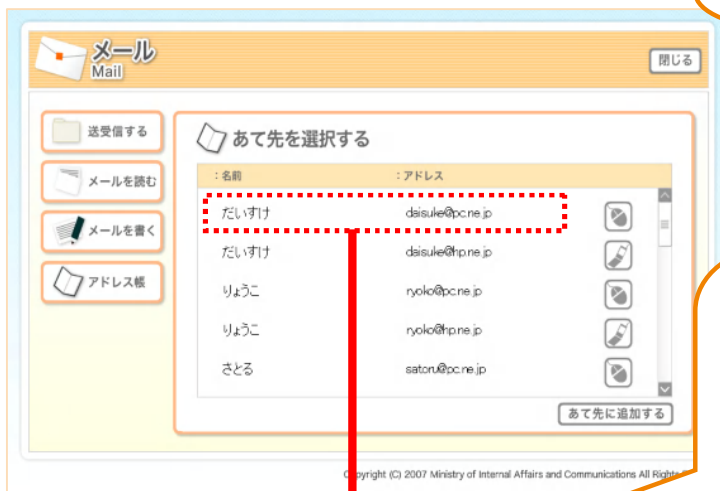 メール
Mail
閉じる
送受信する
メールを読む
メールを書く
アドレス帳
あて先を選択する
：名前 ：アドレス
だいすけ daisuke@pc.ne.jp
だいすけ daisuke@hp.ne.jp
りょうこ ryoko@pc.ne.jp
りょうこ ryoko@hp.ne.jp
さとる satoru@pc.ne.jp
あて先に追加する
(C) 2007 Ministry of Internal Affairs and Communications All